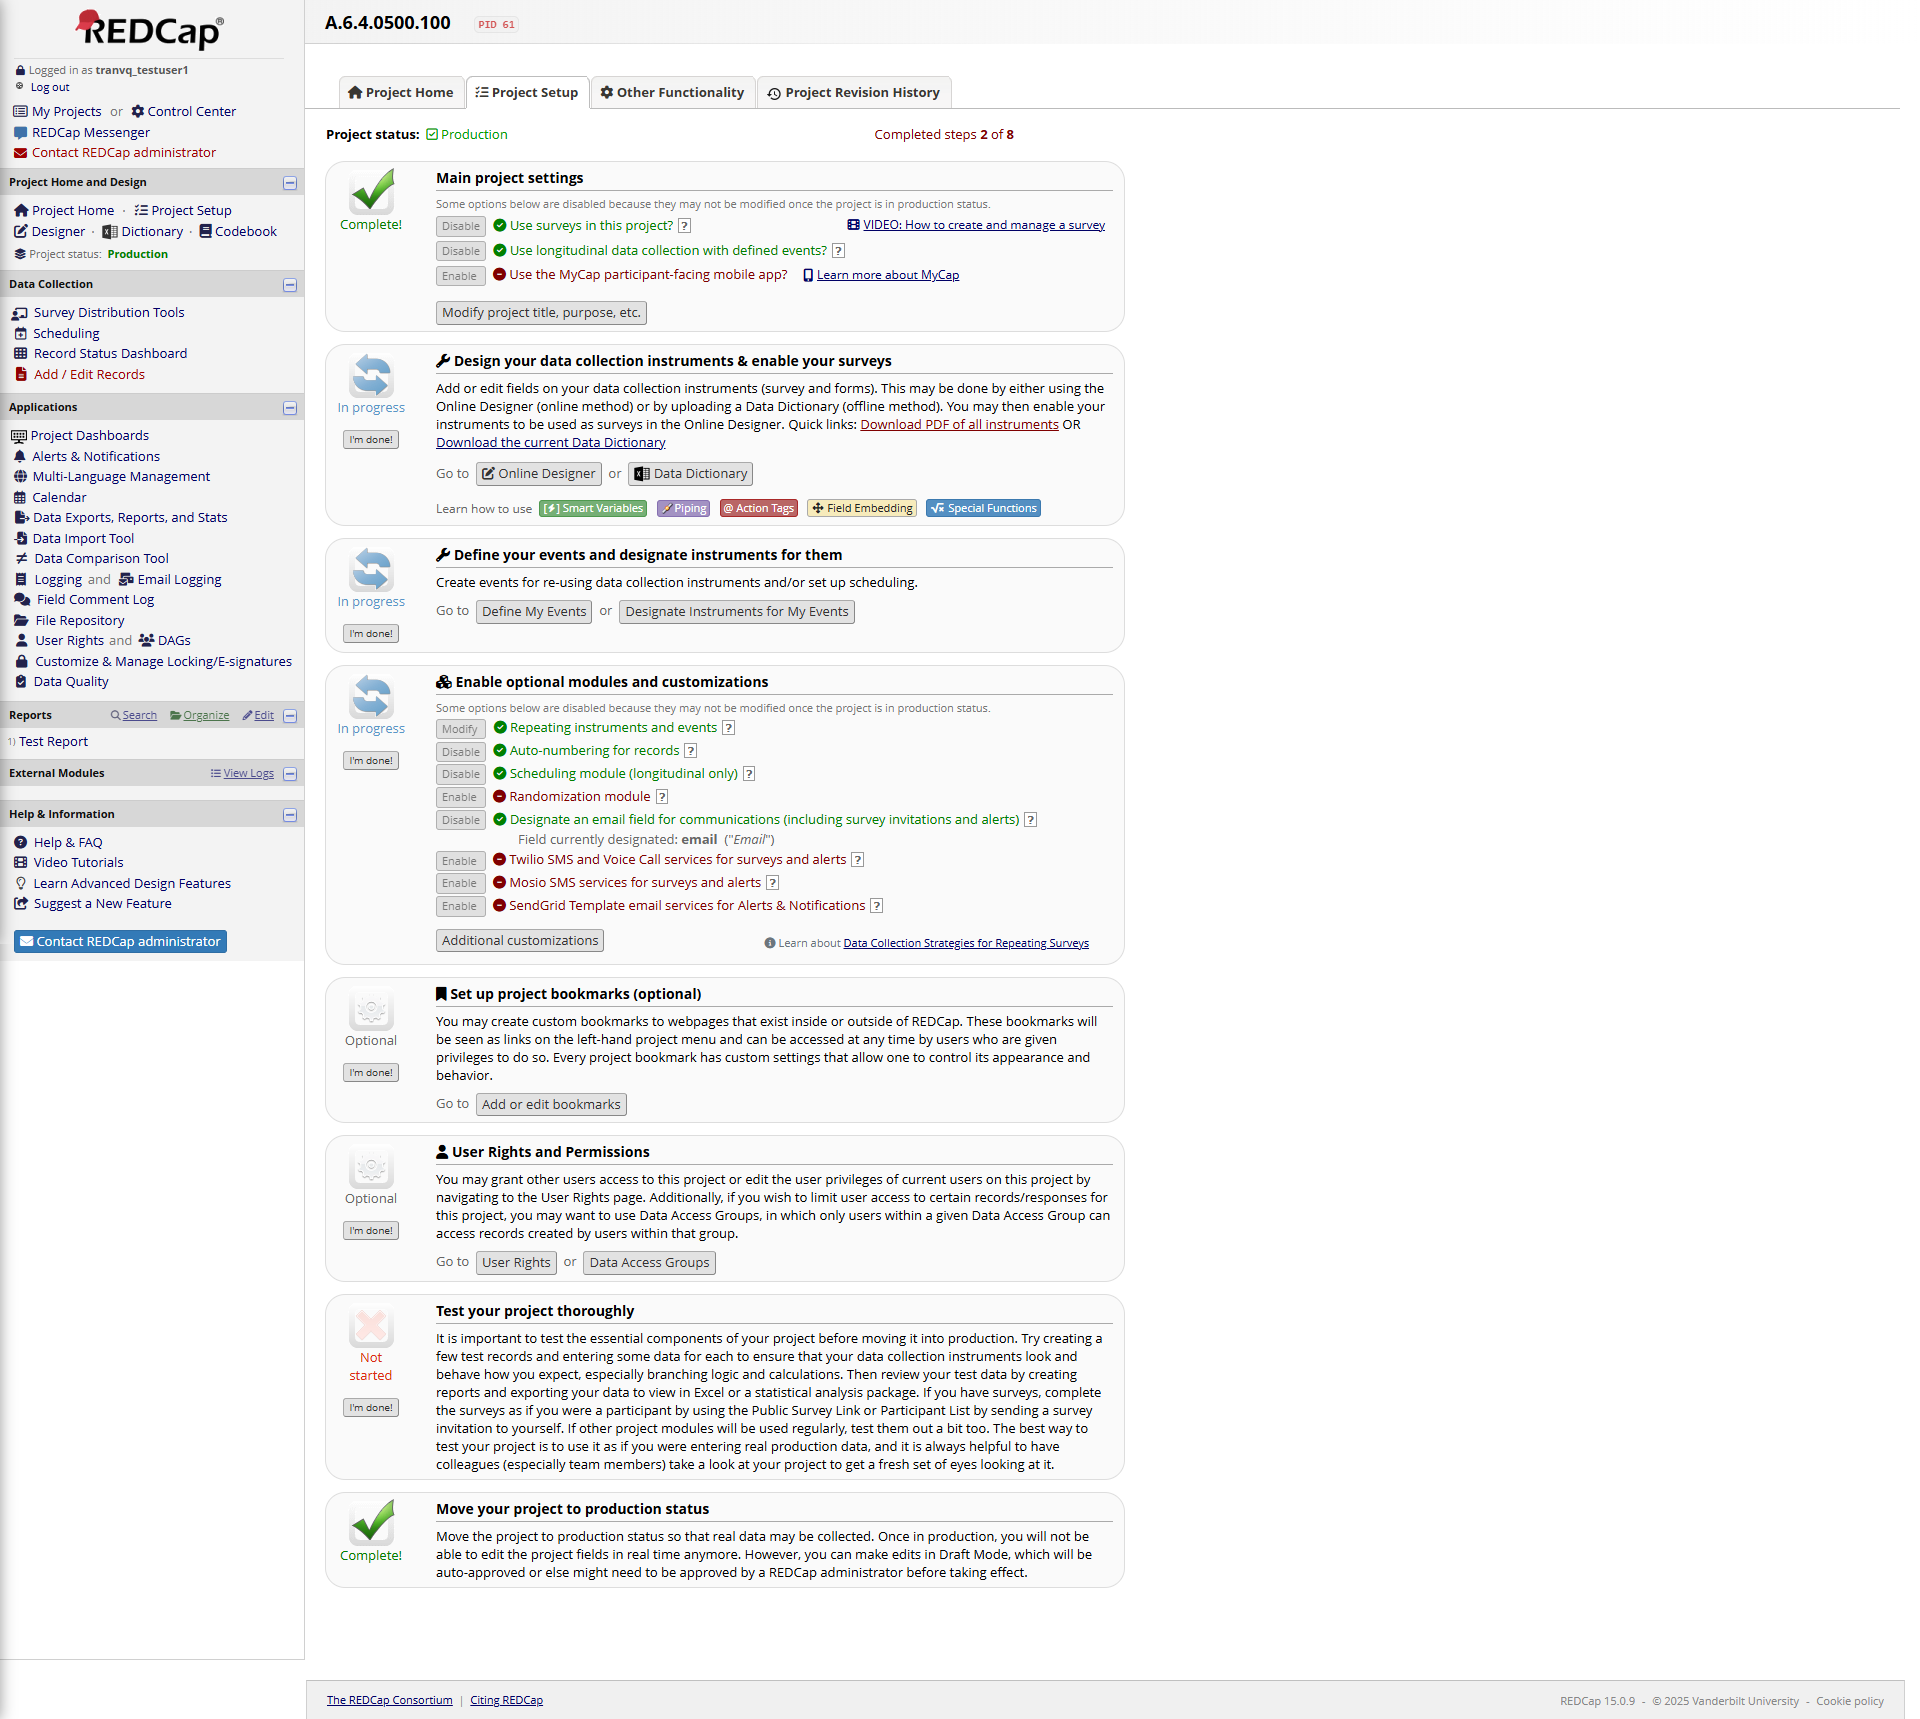 REDCap®
Logged in as tranvq_testuser1
Log out
My Projects or Control Center
REDCap Messenger
Contact REDCap administrator
Project Home and Design
Project Home · Project Setup
Designer · Dictionary · Codebook
Project status: Production
Data Collection
Survey Distribution Tools
Scheduling
Record Status Dashboard
Add / Edit Records
Applications
Project Dashboards
Alerts & Notifications
Multi-Language Management
Calendar
Data Exports, Reports, and Stats
Data Import Tool
Data Comparison Tool
Logging and Email Logging
Field Comment Log
File Repository
User Rights and DAGs
Customize & Manage Locking/E-signatures
Data Quality
Reports Search Organize Edit
1) Test Report
External Modules View Logs
Help & Information
Help & FAQ
Video Tutorials
Learn Advanced Design Features
Suggest a New Feature
Contact REDCap administrator
A.6.4.0500.100 PID 61
Project Home Project Setup Other Functionality Project Revision History
Project status: Production Completed steps 2 of 8
Complete!
Main project settings
Some options below are disabled because they may not be modified once the project is in production status.
Disable Use surveys in this project? ? VIDEO: How to create and manage a survey
Disable Use longitudinal data collection with defined events? ?
Enable Use the MyCap participant-facing mobile app? Learn more about MyCap
Modify project title, purpose, etc.
In progress
I'm done!
Design your data collection instruments & enable your surveys
Add or edit fields on your data collection instruments (survey and forms). This may be done by either using the
Online Designer (online method) or by uploading a Data Dictionary (offline method). You may then enable your
instruments to be used as surveys in the Online Designer. Quick links: Download PDF of all instruments OR
Download the current Data Dictionary
Go to Online Designer or Data Dictionary
Learn how to use [⚡] Smart Variables Piping @ Action Tags Field Embedding √x Special Functions
In progress
I'm done!
Define your events and designate instruments for them
Create events for re-using data collection instruments and/or set up scheduling.
Go to Define My Events or Designate Instruments for My Events
In progress
I'm done!
Enable optional modules and customizations
Some options below are disabled because they may not be modified once the project is in production status.
Modify Repeating instruments and events ?
Disable Auto-numbering for records ?
Disable Scheduling module (longitudinal only) ?
Enable Randomization module ?
Disable Designate an email field for communications (including survey invitations and alerts) ?
Field currently designated: email ("Email")
Enable Twilio SMS and Voice Call services for surveys and alerts ?
Enable Mosio SMS services for surveys and alerts ?
Enable SendGrid Template email services for Alerts & Notifications ?
Additional customizations Learn about Data Collection Strategies for Repeating Surveys
Optional
I'm done!
Set up project bookmarks (optional)
You may create custom bookmarks to webpages that exist inside or outside of REDCap. These bookmarks will
be seen as links on the left-hand project menu and can be accessed at any time by users who are given
privileges to do so. Every project bookmark has custom settings that allow one to control its appearance and
behavior.
Go to Add or edit bookmarks
Optional
I'm done!
User Rights and Permissions
You may grant other users access to this project or edit the user privileges of current users on this project by
navigating to the User Rights page. Additionally, if you wish to limit user access to certain records/responses for
this project, you may want to use Data Access Groups, in which only users within a given Data Access Group can
access records created by users within that group.
Go to User Rights or Data Access Groups
Not
started
I'm done!
Test your project thoroughly
It is important to test the essential components of your project before moving it into production. Try creating a
few test records and entering some data for each to ensure that your data collection instruments look and
behave how you expect, especially branching logic and calculations. Then review your test data by creating
reports and exporting your data to view in Excel or a statistical analysis package. If you have surveys, complete
the surveys as if you were a participant by using the Public Survey Link or Participant List by sending a survey
invitation to yourself. If other project modules will be used regularly, test them out a bit too. The best way to
test your project is to use it as if you were entering real production data, and it is always helpful to have
colleagues (especially team members) take a look at your project to get a fresh set of eyes looking at it.
Complete!
Move your project to production status
Move the project to production status so that real data may be collected. Once in production, you will not be
able to edit the project fields in real time anymore. However, you can make edits in Draft Mode, which will be
auto-approved or else might need to be approved by a REDCap administrator before taking effect.
The REDCap Consortium | Citing REDCap
REDCap 15.0.9 - © 2025 Vanderbilt University - Cookie policy